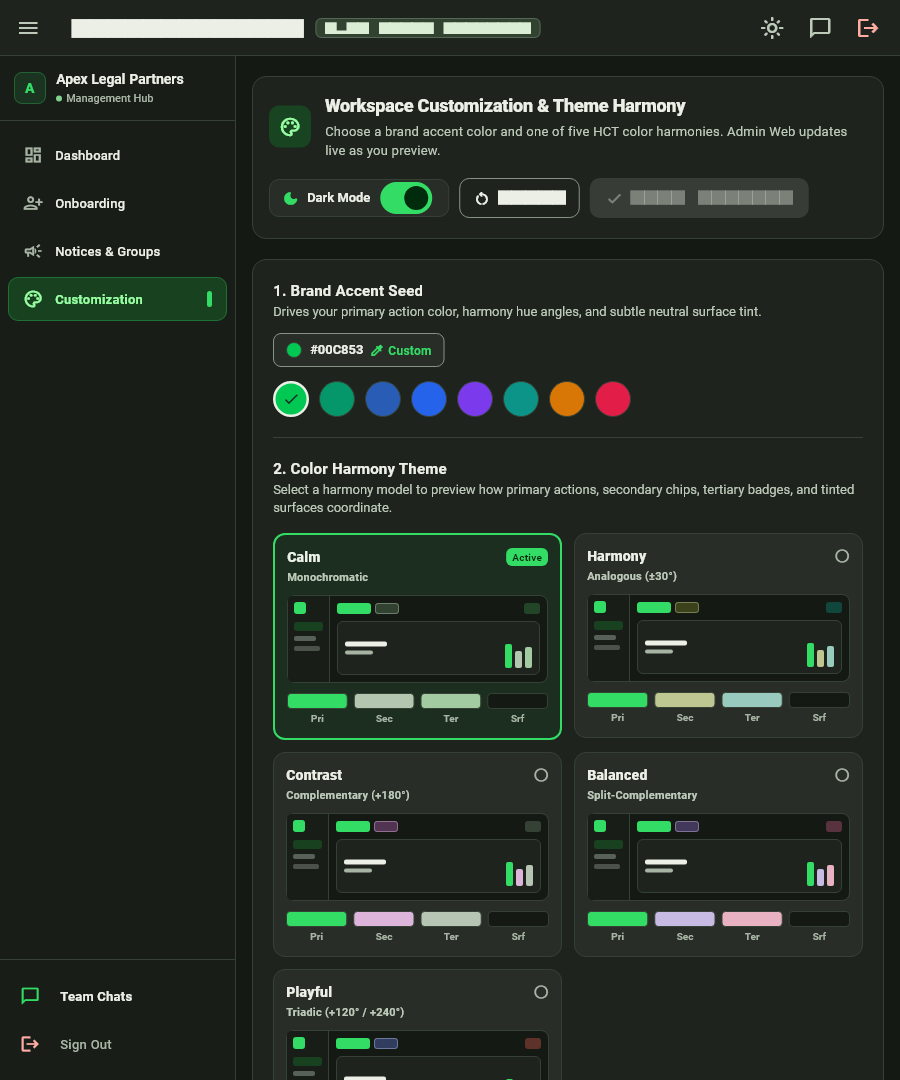 Apex Legal Partners
A
Management Hub
Dashboard
Onboarding
Notices & Groups
Customization
Team Chats
Sign Out
Workspace Customization & Theme Harmony
Choose a brand accent color and one of five HCT color harmonies. Admin Web updates
live as you preview.
Dark Mode
1. Brand Accent Seed
Drives your primary action color, harmony hue angles, and subtle neutral surface tint.
#00C853 Custom
2. Color Harmony Theme
Select a harmony model to preview how primary actions, secondary chips, tertiary badges, and tinted
surfaces coordinate.
Calm Active
Monochromatic
Pri Sec Ter Srf
Harmony
Analogous (±30°)
Pri Sec Ter Srf
Contrast
Complementary (+180°)
Pri Sec Ter Srf
Balanced
Split-Complementary
Pri Sec Ter Srf
Playful
Triadic (+120° / +240°)